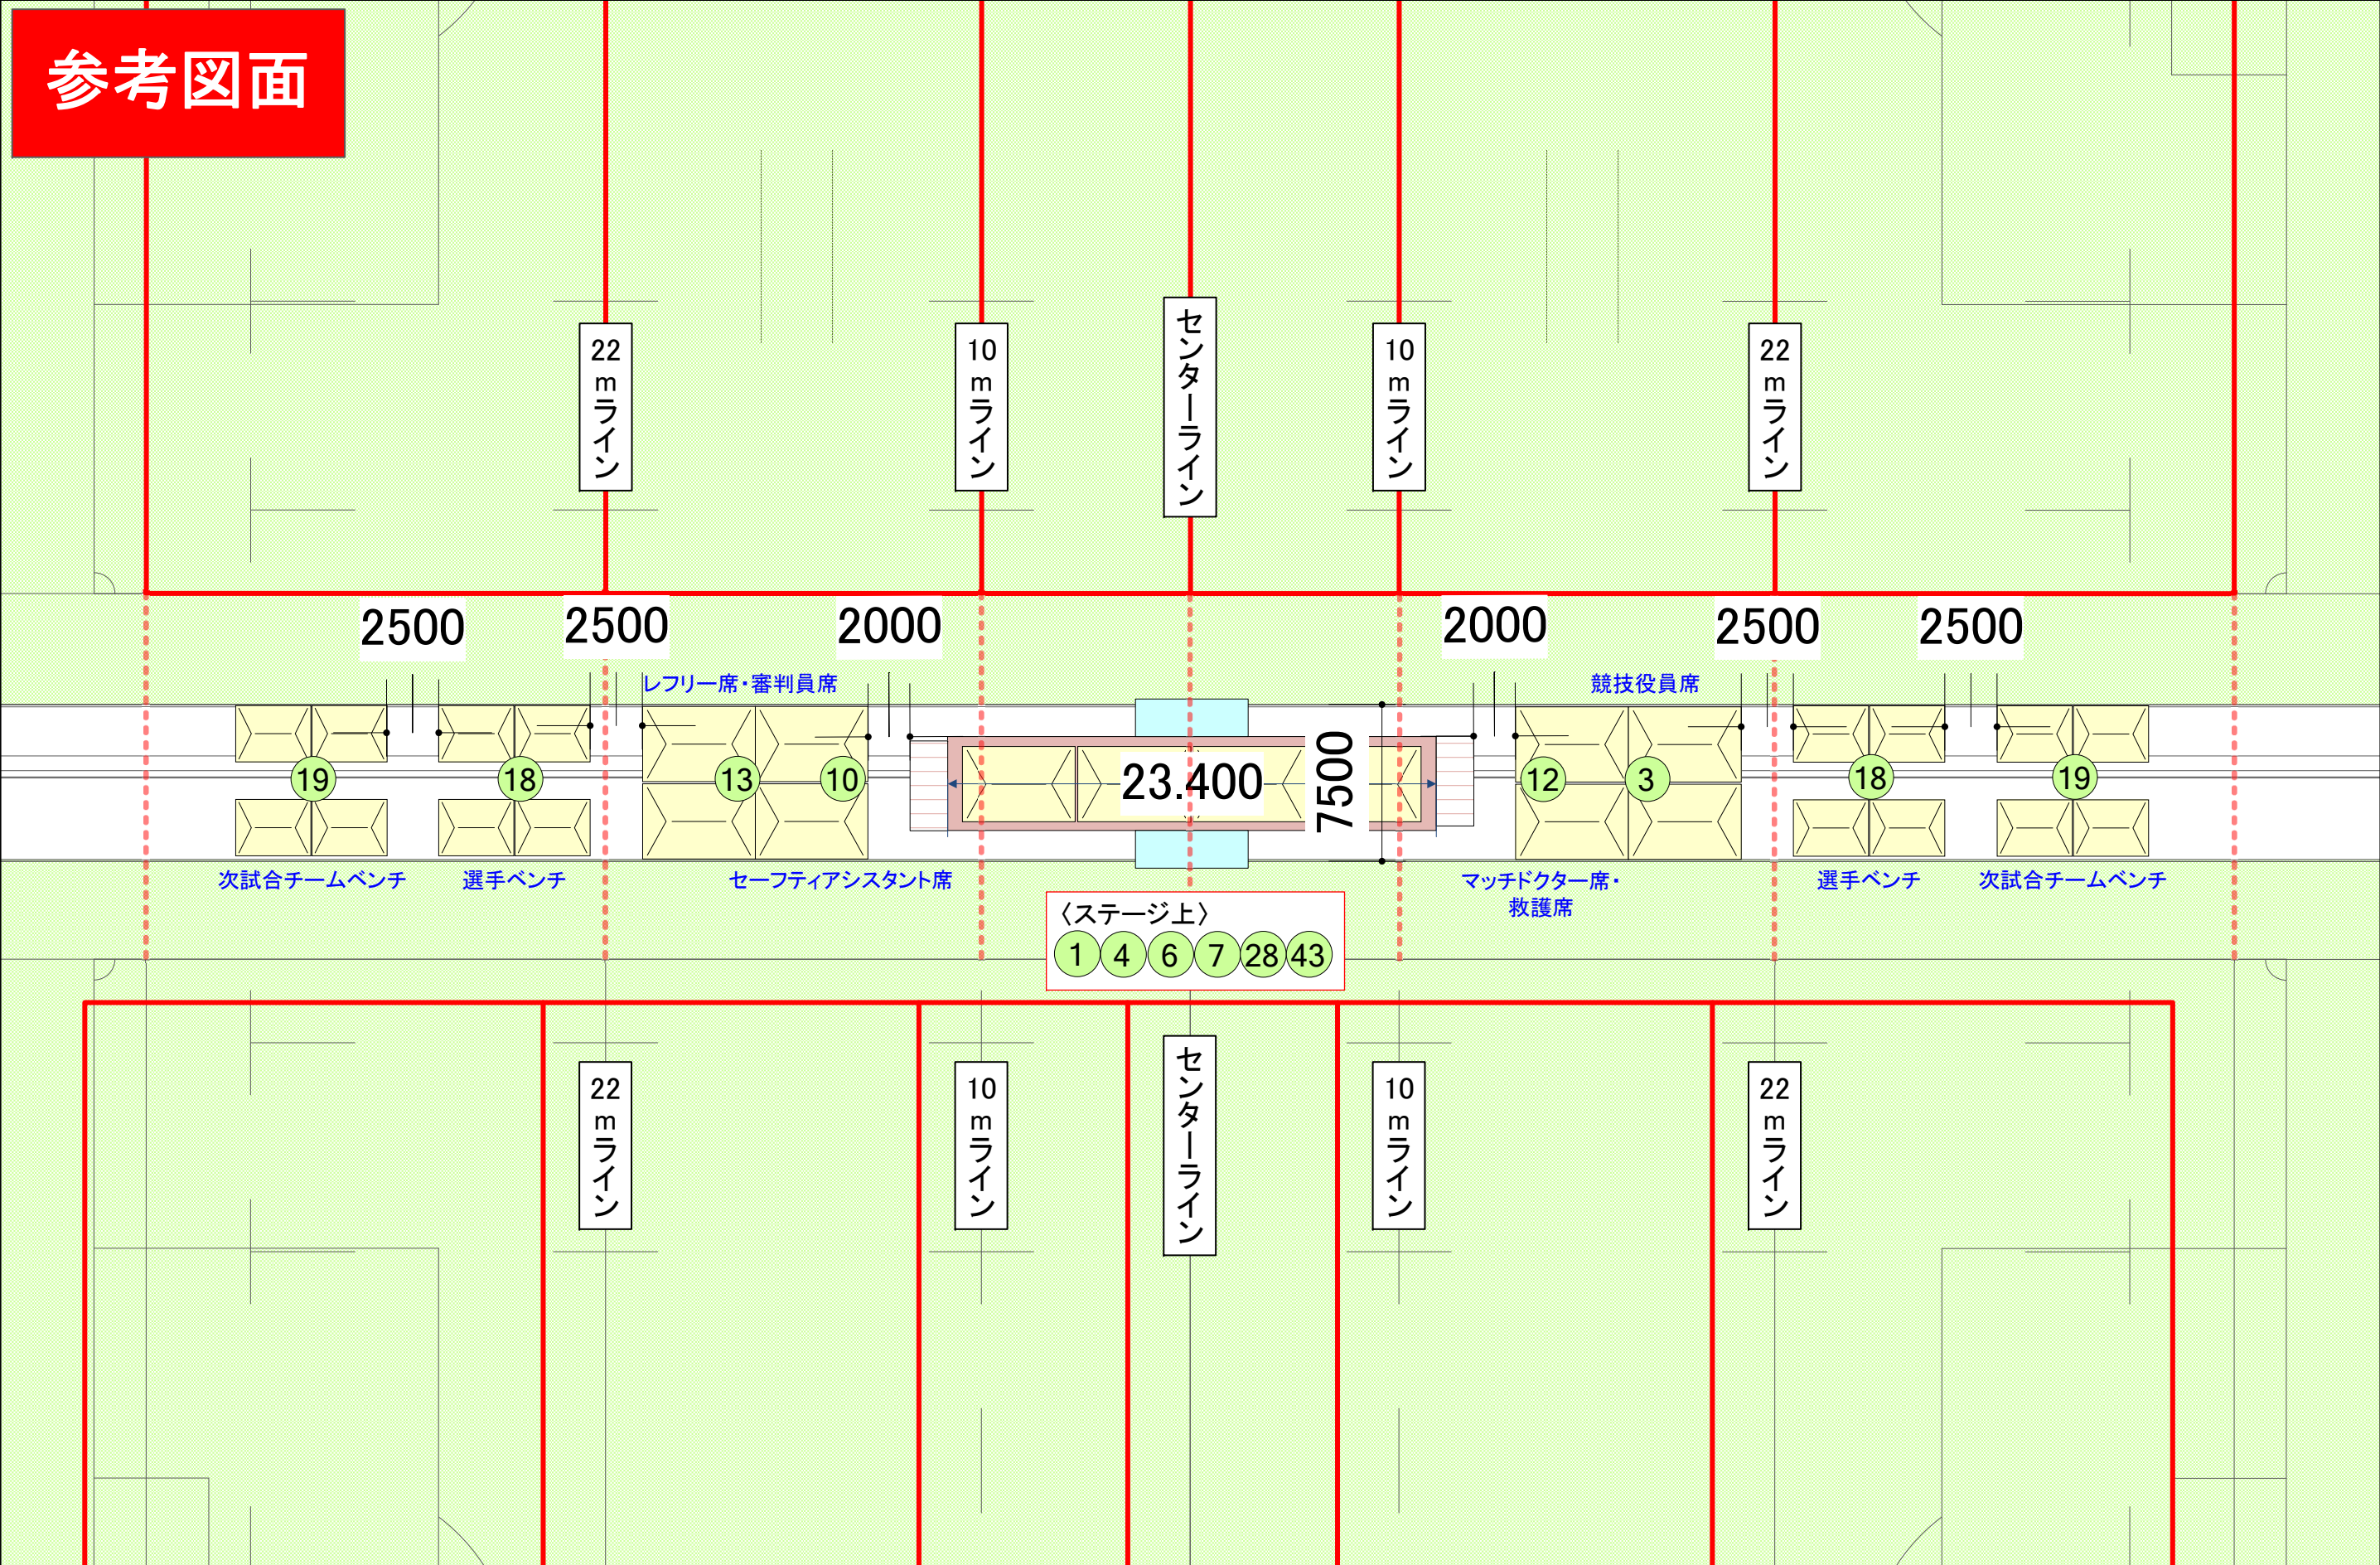 参考図面
22mライン
10mライン
センターライン
10mライン
22mライン
2500
2500
2000
2000
2500
2500
レフリー席・審判員席
競技役員席
19
18
13
10
23.400
7500
12
3
18
19
次試合チームベンチ
選手ベンチ
セーフティアシスタント席
マッチドクター席・
救護席
選手ベンチ
次試合チームベンチ
〈ステージ上〉
1 4 6 7 28 43
22mライン
10mライン
センターライン
10mライン
22mライン